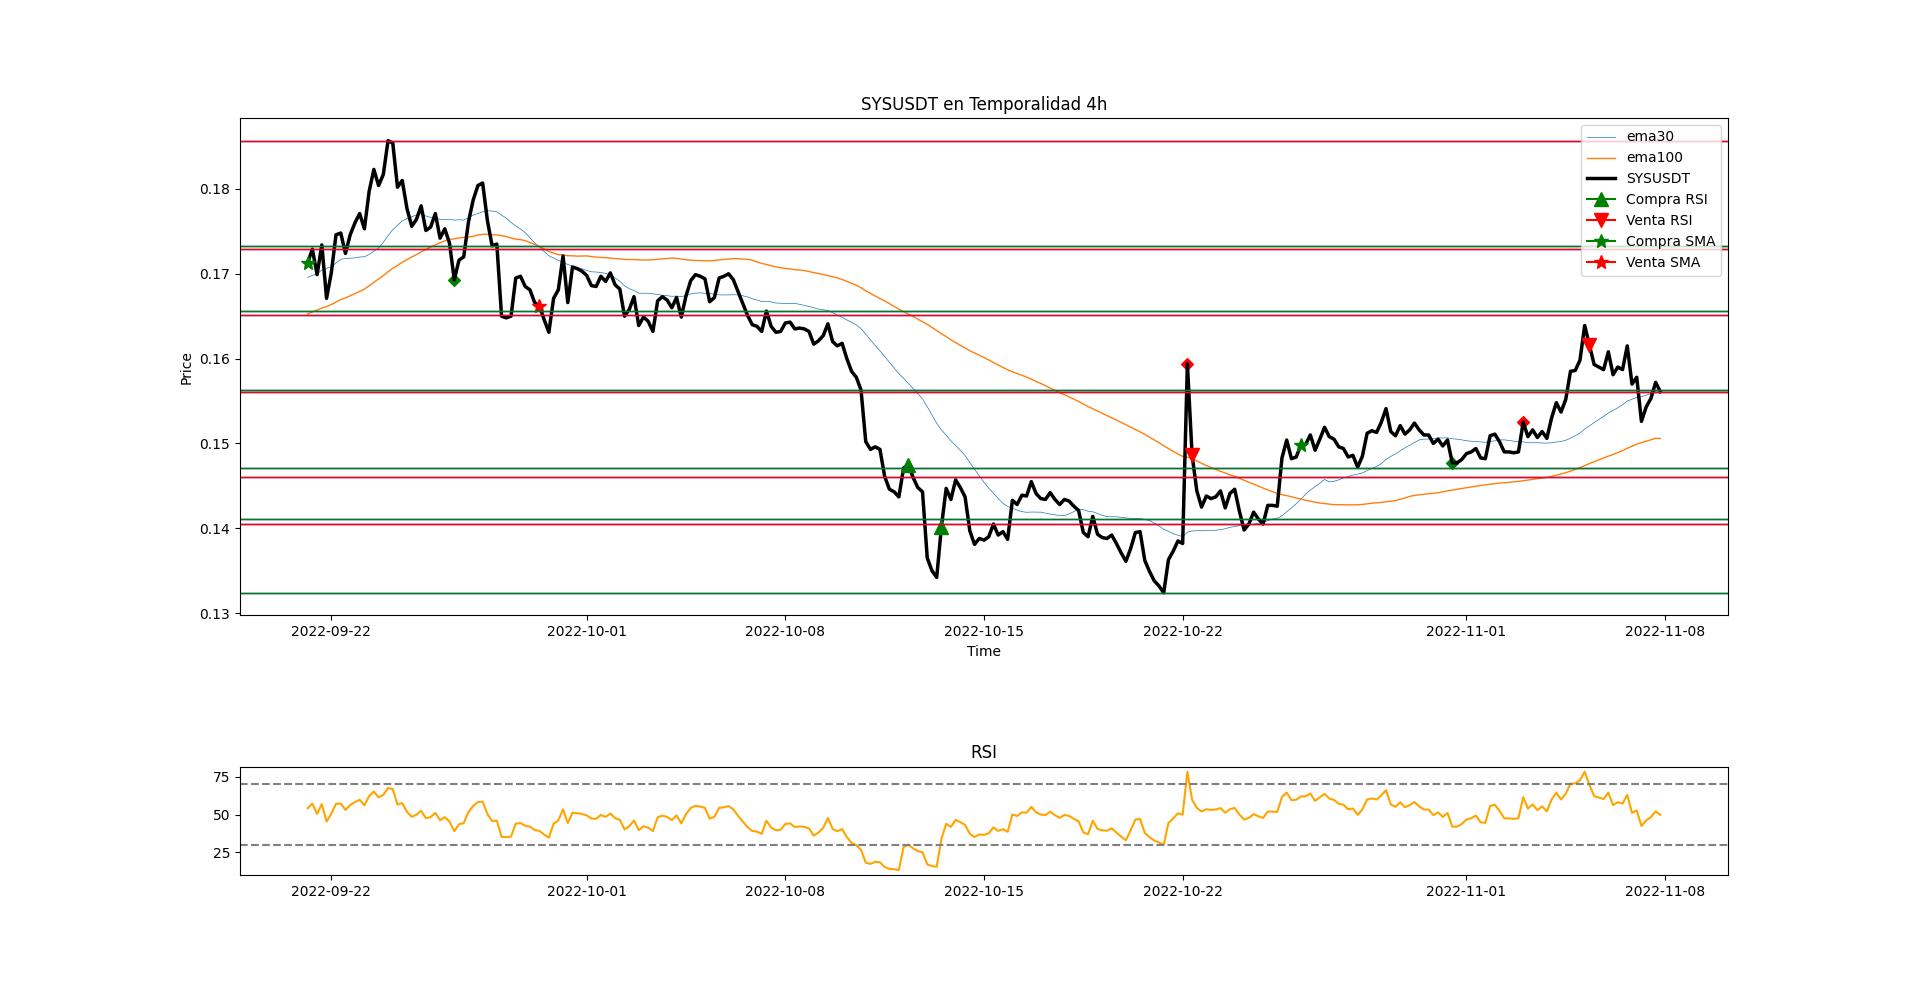 SYSUSDT en Temporalidad 4h
ema30
ema100
SYSUSDT
Compra RSI
Venta RSI
Compra SMA
Venta SMA
Price
0.18
0.17
0.16
0.15
0.14
0.13
2022-09-22 2022-10-01 2022-10-08 2022-10-15 2022-10-22 2022-11-01 2022-11-08
Time
RSI
75
50
25
2022-09-22 2022-10-01 2022-10-08 2022-10-15 2022-10-22 2022-11-01 2022-11-08